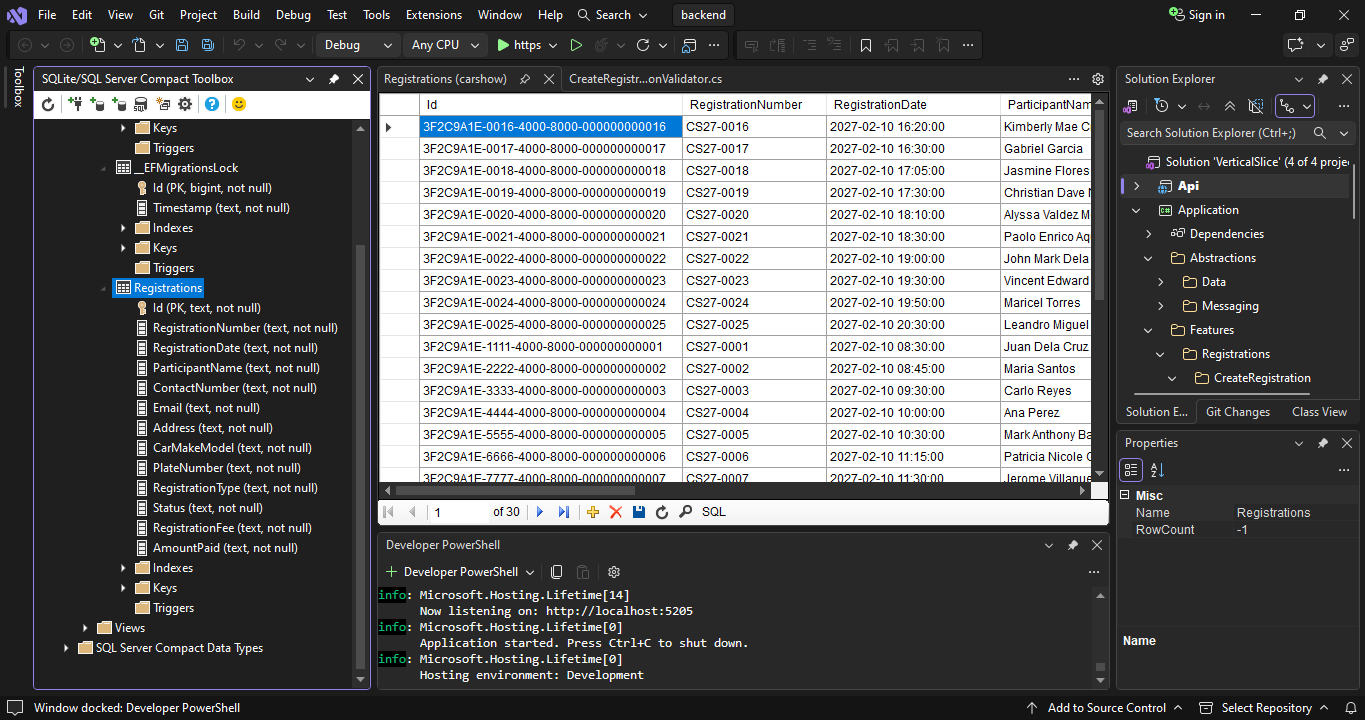 File Edit View Git Project Build Debug Test Tools Extensions Window Help Search backend Sign in
Debug Any CPU https
Toolbox
SQLite/SQL Server Compact Toolbox
Keys
Triggers
__EFMigrationsLock
Id (PK, bigint, not null)
Timestamp (text, not null)
Indexes
Keys
Triggers
Registrations
Id (PK, text, not null)
RegistrationNumber (text, not null)
RegistrationDate (text, not null)
ParticipantName (text, not null)
ContactNumber (text, not null)
Email (text, not null)
Address (text, not null)
CarMakeModel (text, not null)
PlateNumber (text, not null)
RegistrationType (text, not null)
Status (text, not null)
RegistrationFee (text, not null)
AmountPaid (text, not null)
Indexes
Keys
Triggers
Views
SQL Server Compact Data Types
Registrations (carshow) CreateRegistr...onValidator.cs
Id RegistrationNumber RegistrationDate ParticipantNam
3F2C9A1E-0016-4000-8000-000000000016 CS27-0016 2027-02-10 16:20:00 Kimberly Mae C
3F2C9A1E-0017-4000-8000-000000000017 CS27-0017 2027-02-10 16:30:00 Gabriel Garcia
3F2C9A1E-0018-4000-8000-000000000018 CS27-0018 2027-02-10 17:05:00 Jasmine Flores
3F2C9A1E-0019-4000-8000-000000000019 CS27-0019 2027-02-10 17:30:00 Christian Dave N
3F2C9A1E-0020-4000-8000-000000000020 CS27-0020 2027-02-10 18:10:00 Alyssa Valdez M
3F2C9A1E-0021-4000-8000-000000000021 CS27-0021 2027-02-10 18:30:00 Paolo Enrico Aq
3F2C9A1E-0022-4000-8000-000000000022 CS27-0022 2027-02-10 19:00:00 John Mark Dela
3F2C9A1E-0023-4000-8000-000000000023 CS27-0023 2027-02-10 19:30:00 Vincent Edward
3F2C9A1E-0024-4000-8000-000000000024 CS27-0024 2027-02-10 19:50:00 Maricel Torres
3F2C9A1E-0025-4000-8000-000000000025 CS27-0025 2027-02-10 20:30:00 Leandro Miguel
3F2C9A1E-1111-4000-8000-000000000001 CS27-0001 2027-02-10 08:30:00 Juan Dela Cruz
3F2C9A1E-2222-4000-8000-000000000002 CS27-0002 2027-02-10 08:45:00 Maria Santos
3F2C9A1E-3333-4000-8000-000000000003 CS27-0003 2027-02-10 09:30:00 Carlo Reyes
3F2C9A1E-4444-4000-8000-000000000004 CS27-0004 2027-02-10 10:00:00 Ana Perez
3F2C9A1E-5555-4000-8000-000000000005 CS27-0005 2027-02-10 10:30:00 Mark Anthony Ba
3F2C9A1E-6666-4000-8000-000000000006 CS27-0006 2027-02-10 11:15:00 Patricia Nicole
3F2C9A1E-7777-4000-8000-000000000007 CS27-0007 2027-02-10 11:30:00 Jerome Villanue
1 of 30 SQL
Developer PowerShell
Developer PowerShell
info: Microsoft.Hosting.Lifetime[14]
Now listening on: http://localhost:5205
info: Microsoft.Hosting.Lifetime[0]
Application started. Press Ctrl+C to shut down.
info: Microsoft.Hosting.Lifetime[0]
Hosting environment: Development
Solution Explorer
Search Solution Explorer (Ctrl+;)
Solution 'VerticalSlice' (4 of 4 proje
Api
Application
Dependencies
Abstractions
Data
Messaging
Features
Registrations
CreateRegistration
Solution E... Git Changes Class View
Properties
Misc
Name Registrations
RowCount -1
Name
Window docked: Developer PowerShell Add to Source Control Select Repository